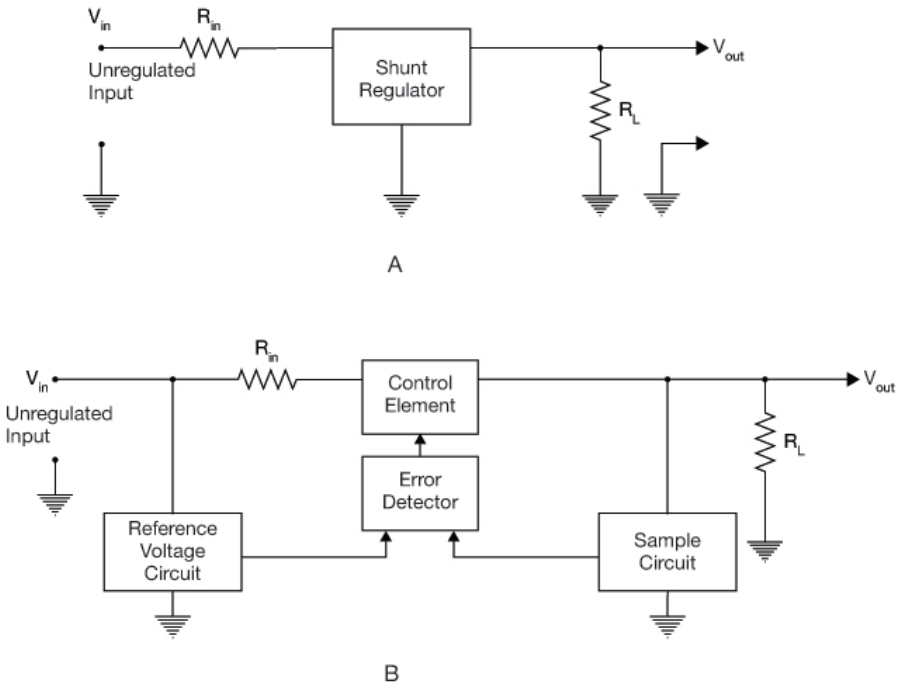 Vin
Rin
Unregulated
Input
Shunt
Regulator
Vout
RL
A
Vin
Rin
Unregulated
Input
Control
Element
Vout
RL
Error
Detector
Reference
Voltage
Circuit
Sample
Circuit
B